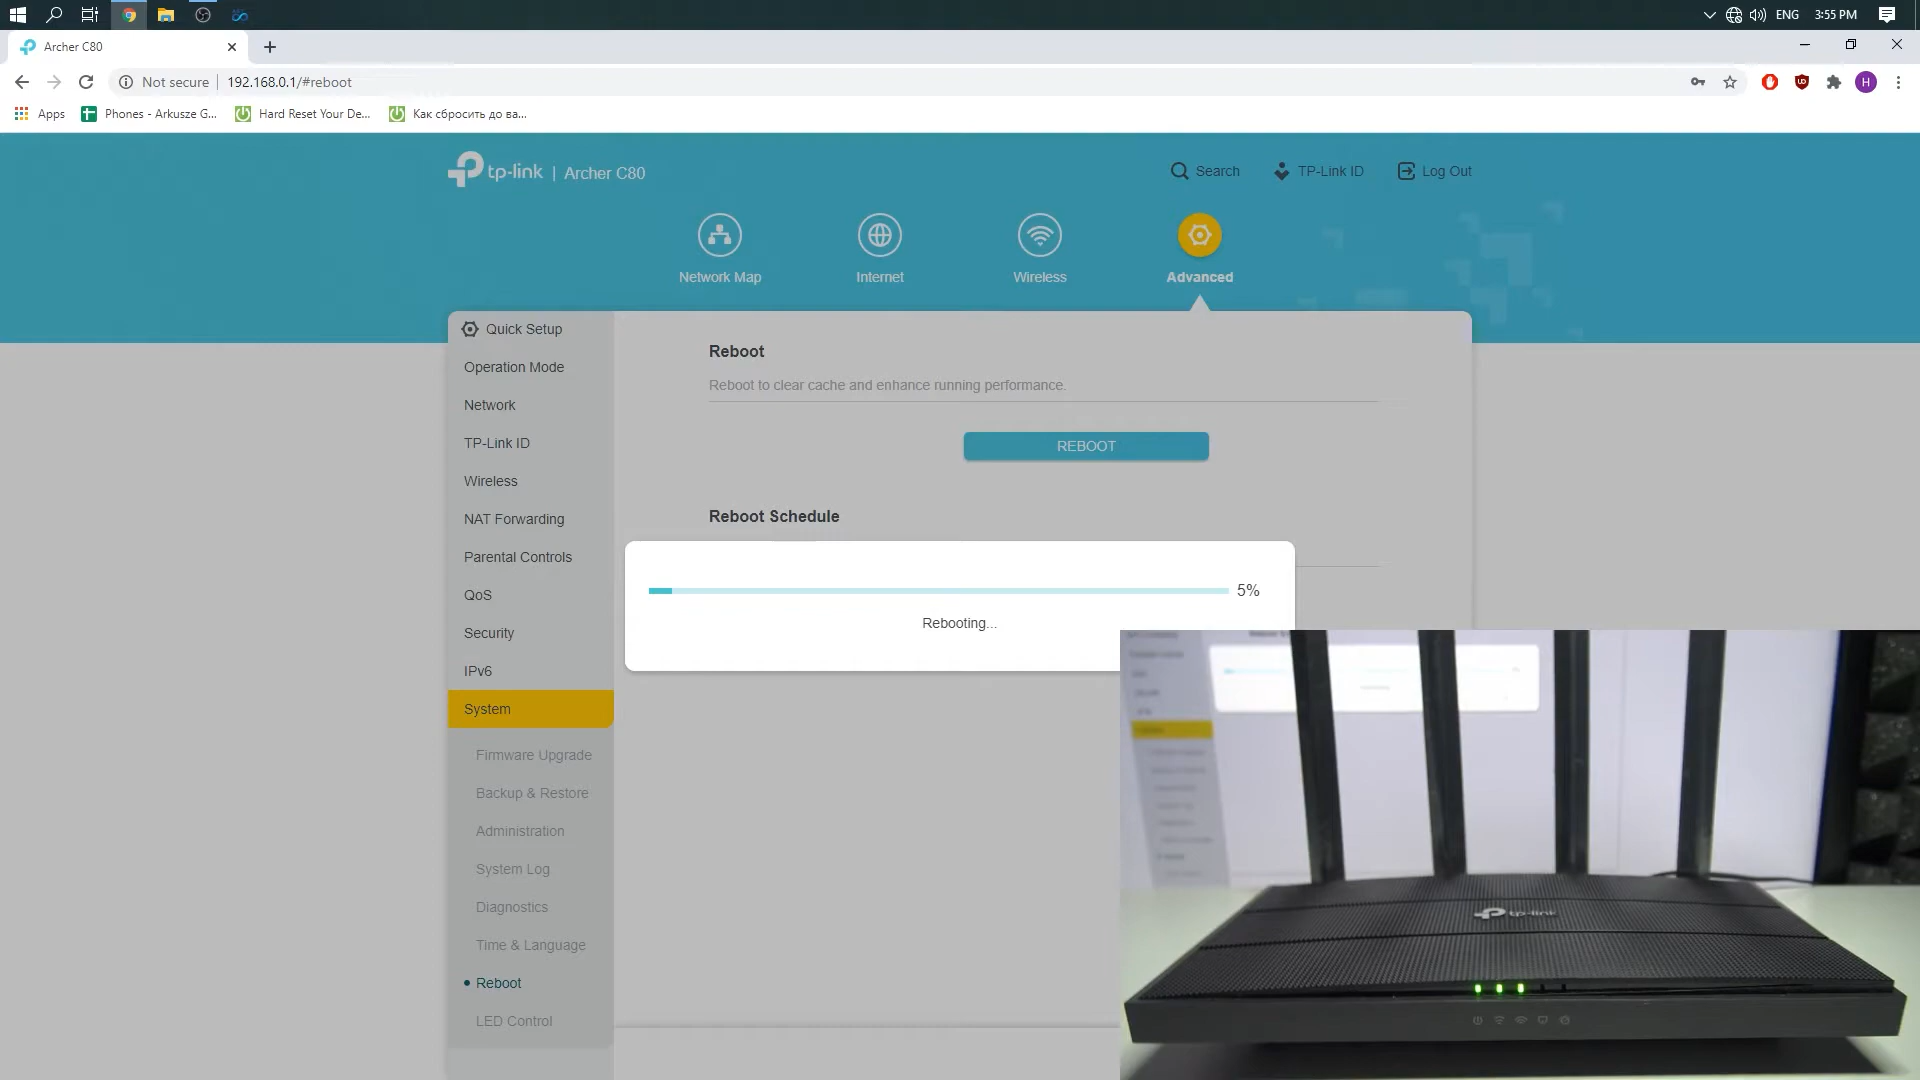 ENG
3:55 PM
Archer C80
Not secure
192.168.0.1/#reboot
H
Apps
Phones - Arkusze G...
Hard Reset Your De...
Как сбросить до ва...
tp-link | Archer C80
Search
TP-Link ID
Log Out
Network Map
Internet
Wireless
Advanced
Quick Setup
Operation Mode
Network
TP-Link ID
Wireless
NAT Forwarding
Parental Controls
QoS
Security
IPv6
System
Firmware Upgrade
Backup & Restore
Administration
System Log
Diagnostics
Time & Language
Reboot
LED Control
Reboot
Reboot to clear cache and enhance running performance.
REBOOT
Reboot Schedule
5%
Rebooting...
tp-link